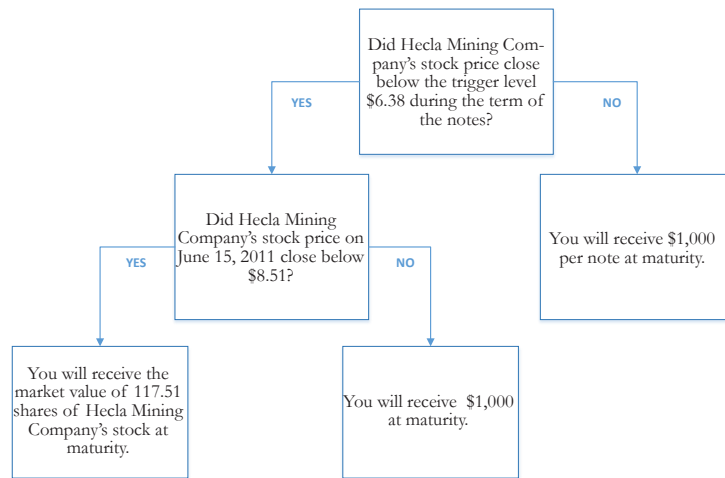 Did Hecla Mining Com-
pany's stock price close
below the trigger level
$6.38 during the term of
the notes?
YES
NO
Did Hecla Mining
Company's stock price on
June 15, 2011 close below
$8.51?
You will receive $1,000
per note at maturity.
YES
NO
You will receive the
market value of 117.51
shares of Hecla Mining
Company's stock at
maturity.
You will receive $1,000
at maturity.